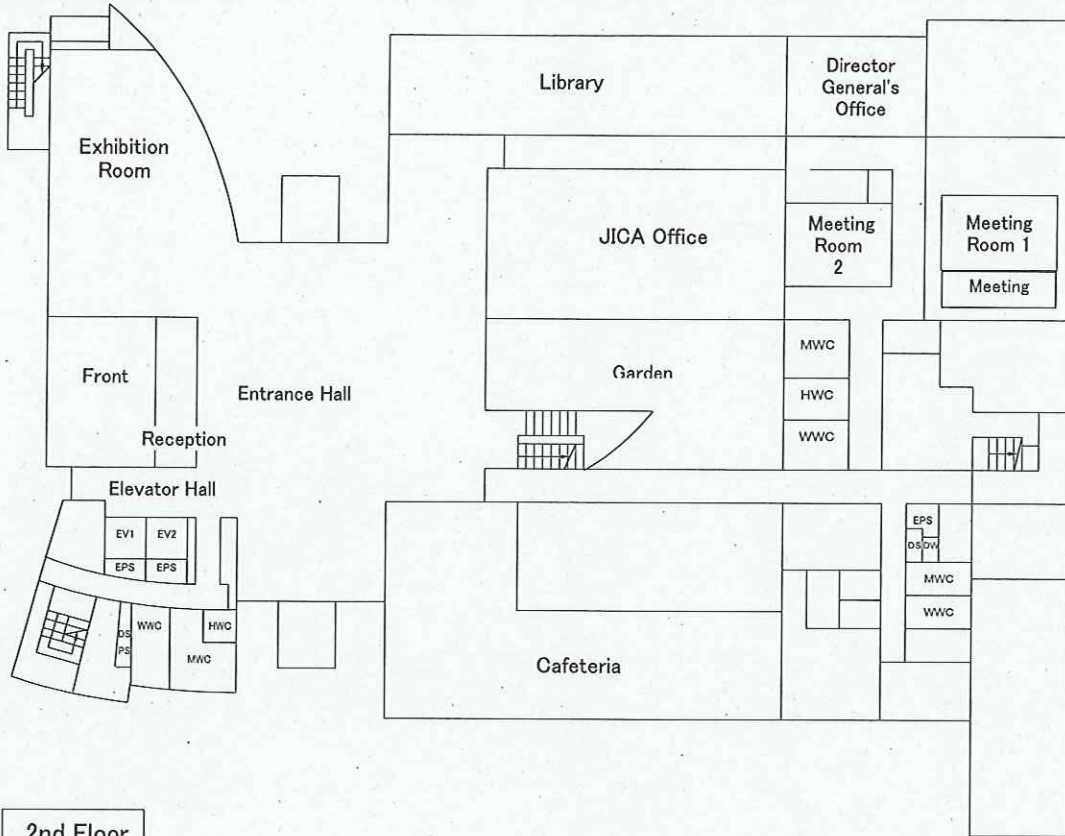 Library
Director
General's
Office
Exhibition
Room
JICA Office
Meeting
Room
2
Meeting
Room 1
Meeting
MWC
Front
Garden
HWC
Entrance Hall
Reception
WWC
Elevator Hall
EV1
EV2
EPS
EPS
EPS
DS
DW
MWC
WWC
DS
PS
WWC
HWC
MWC
Cafeteria
2nd Floor